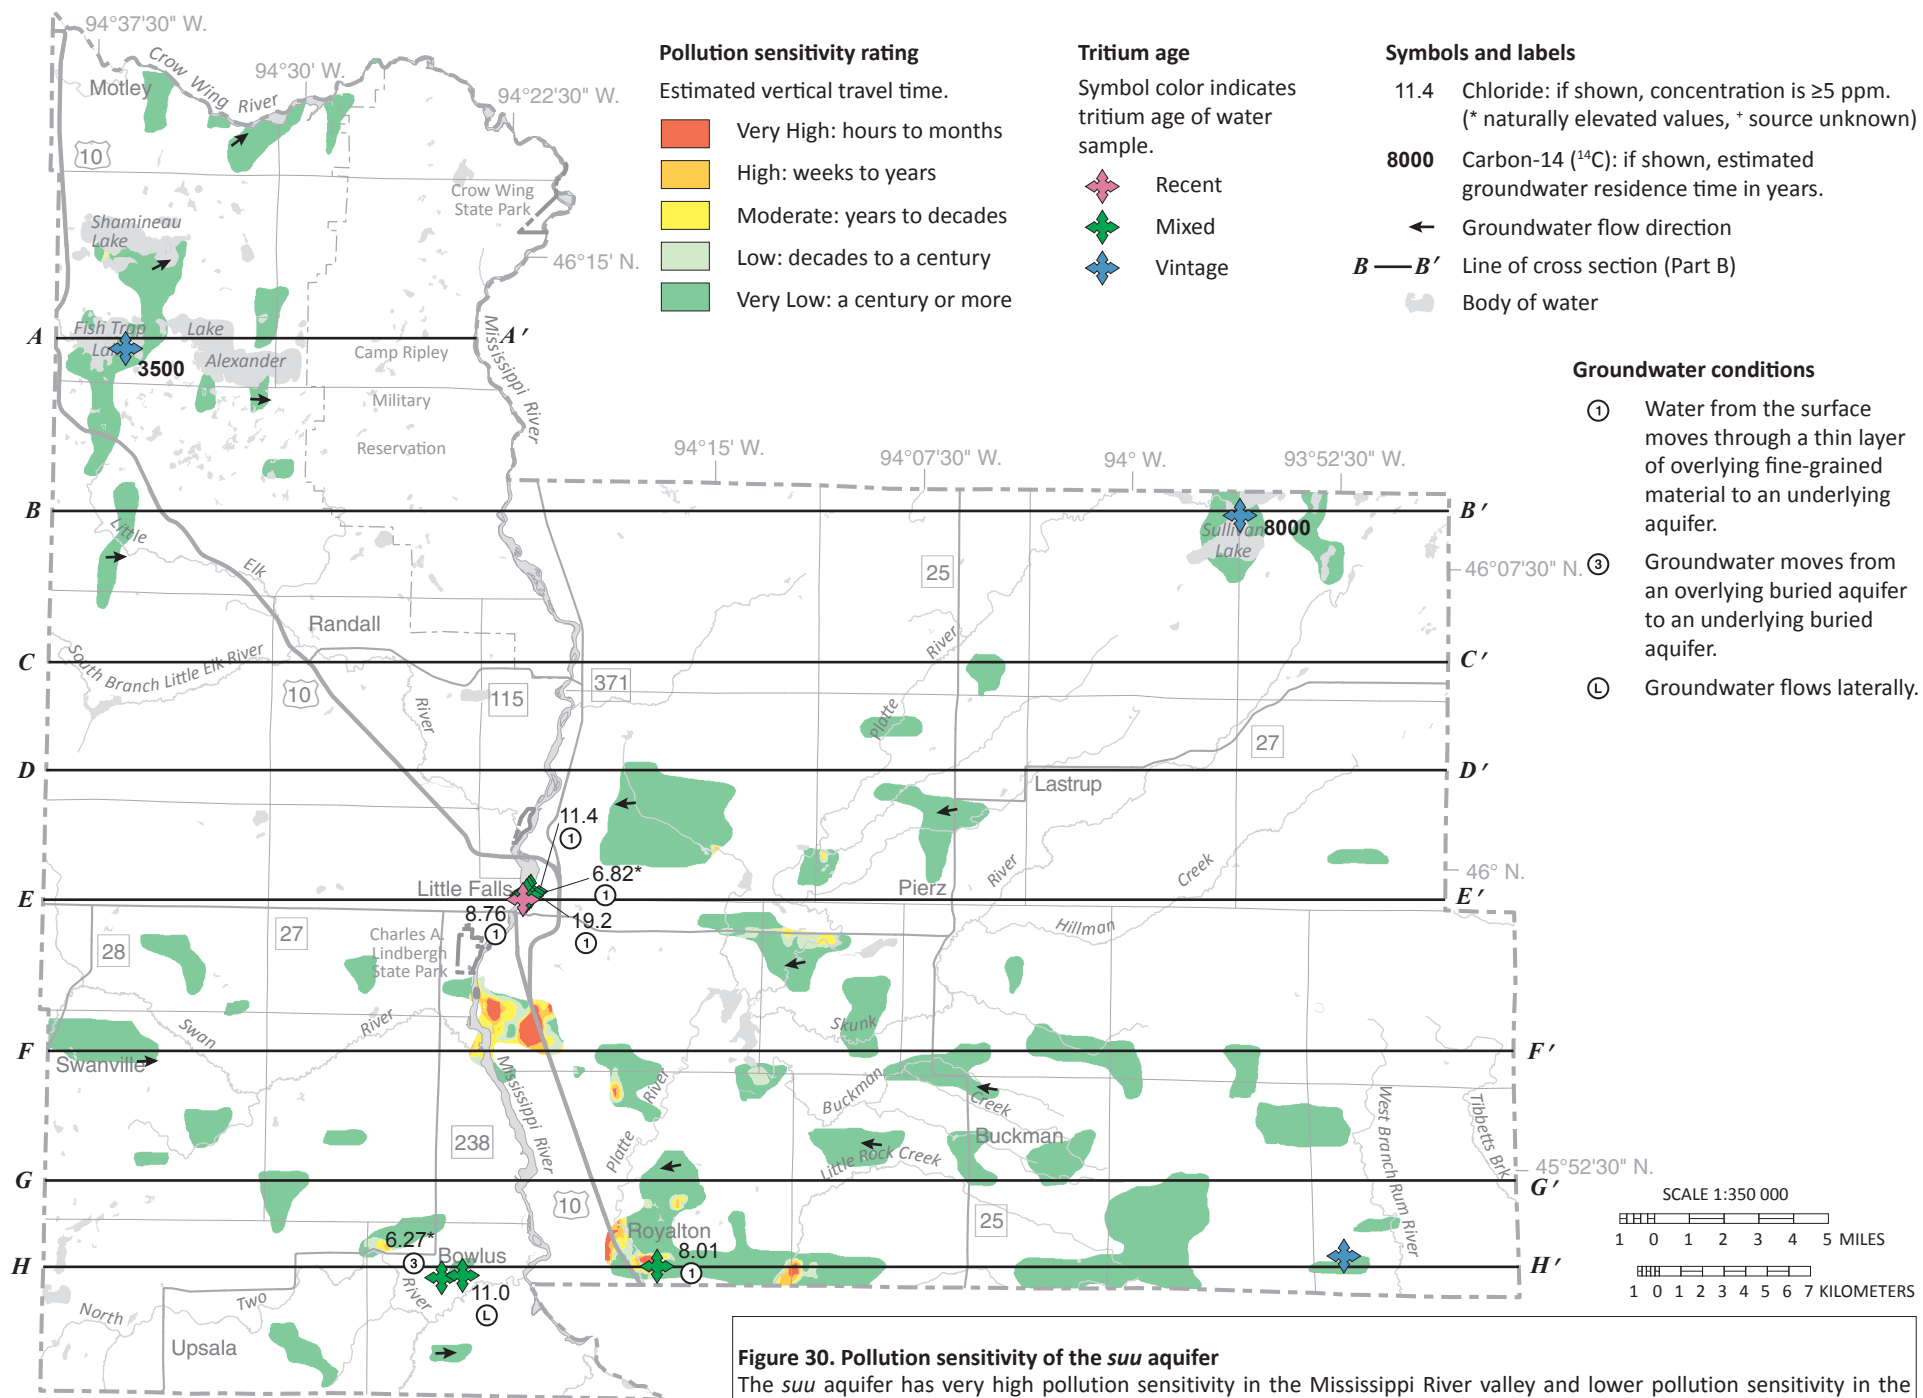 94°37'30" W.
Crow Wing River
94°30' W.
94°22'30" W.
Motley
10
Crow Wing
State Park
46°15' N.
Shamineau
Lake
Fish Trap
Lake
Lake
Alexander
A
A'
3500
Camp Ripley
Military
Reservation
Mississippi River
Pollution sensitivity rating
Estimated vertical travel time.
Very High: hours to months
High: weeks to years
Moderate: years to decades
Low: decades to a century
Very Low: a century or more
Tritium age
Symbol color indicates
tritium age of water
sample.
Recent
Mixed
Vintage
Symbols and labels
11.4 Chloride: if shown, concentration is ≥5 ppm.
(* naturally elevated values, + source unknown)
8000 Carbon-14 (14C): if shown, estimated
groundwater residence time in years.
Groundwater flow direction
B — B' Line of cross section (Part B)
Body of water
Groundwater conditions
1 Water from the surface
moves through a thin layer
of overlying fine-grained
material to an underlying
aquifer.
3 Groundwater moves from
an overlying buried aquifer
to an underlying buried
aquifer.
L Groundwater flows laterally.
94°15' W.
94°07'30" W.
94° W.
93°52'30" W.
B
B'
Sullivan
Lake
8000
46°07'30" N.
Little
Elk
River
Randall
25
C
C'
South Branch Little Elk River
10
115
371
Platte
River
27
D
D'
Lastrup
11.4
1
6.82*
1
19.2
1
8.76
1
Little Falls
Pierz
River
Creek
46° N.
E
E'
Hillman
28
27
Charles A.
Lindbergh
State Park
Swan
River
Skunk
F
F'
Swanville
Mississippi River
Platte
River
Buckman
Creek
Buckman
Little Rock Creek
West Branch Rum River
Tibbetts Brk
238
10
25
45°52'30" N.
G
G'
Royalton
8.01
1
6.27*
3
Bowlus
11.0
L
H
H'
North
Two
River
Upsala
SCALE 1:350 000
1 0 1 2 3 4 5 MILES
1 0 1 2 3 4 5 6 7 KILOMETERS
Figure 30. Pollution sensitivity of the suu aquifer
The suu aquifer has very high pollution sensitivity in the Mississippi River valley and lower pollution sensitivity in the